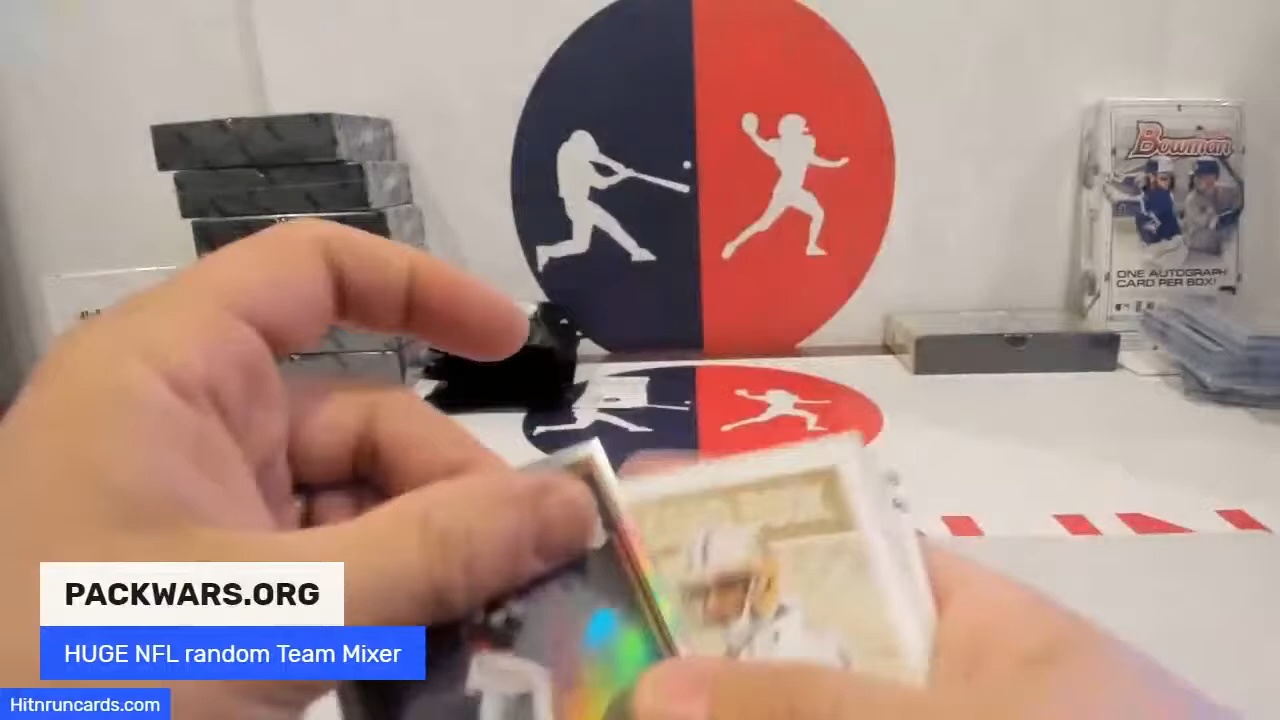 Bowman
ONE AUTOGRAPH
CARD PER BOX!
PACKWARS.ORG
HUGE NFL random Team Mixer
Hitnruncards.com